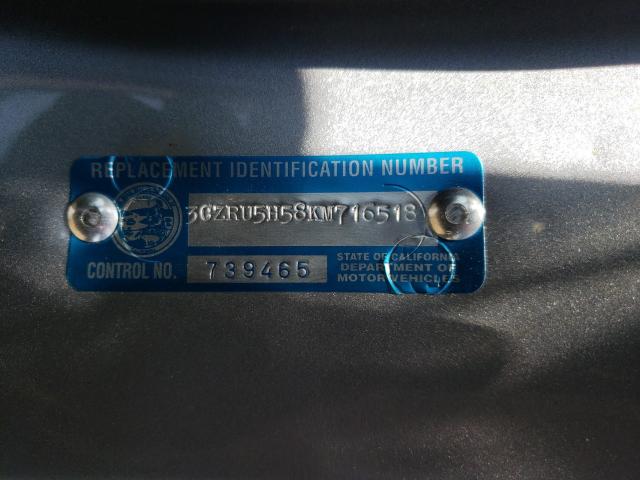 REPLACEMENT IDENTIFICATION NUMBER
3CZRU5H58KM716518
CONTROL NO. 739465
STATE OF CALIFORNIA
DEPARTMENT OF
MOTOR VEHICLES